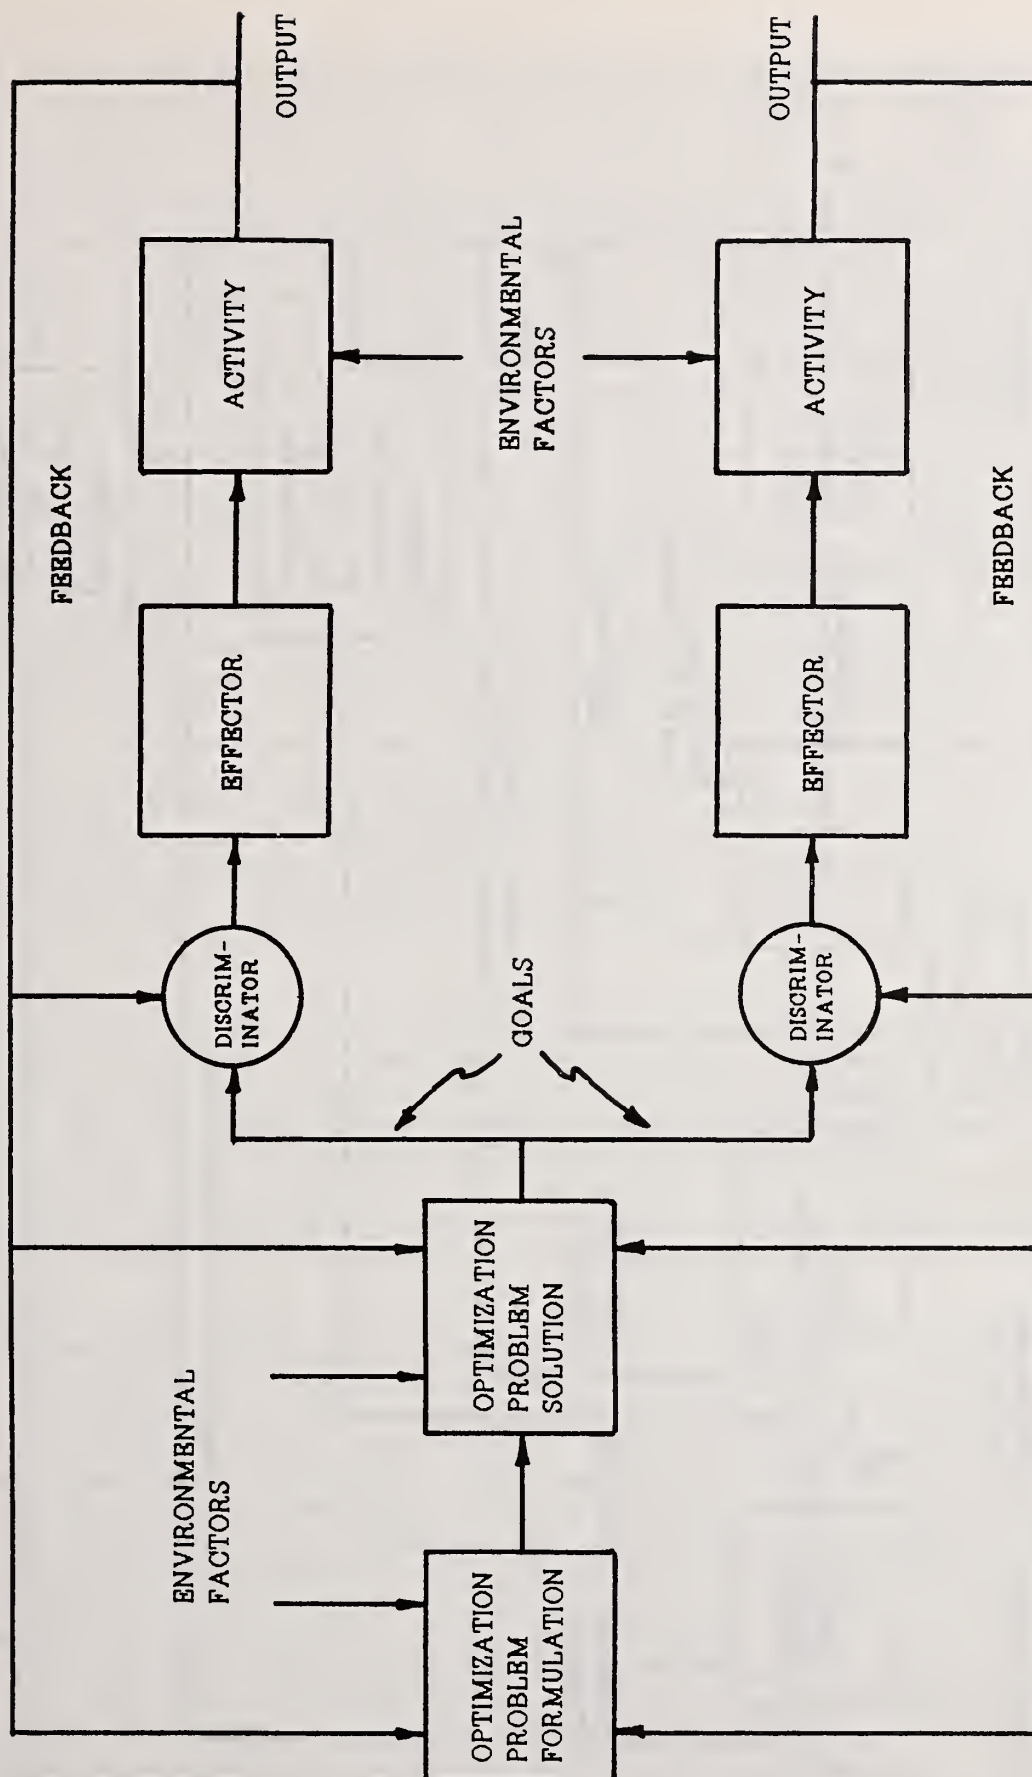 OPTIMIZATION
PROBLEM
FORMULATION
ENVIRONMENTAL
FACTORS
OPTIMIZATION
PROBLEM
SOLUTION
GOALS
DISCRIM-
INATOR
EFFECTOR
FEEDBACK
ACTIVITY
OUTPUT
ENVIRONMENTAL
FACTORS
DISCRIM-
INATOR
EFFECTOR
FEEDBACK
ACTIVITY
OUTPUT